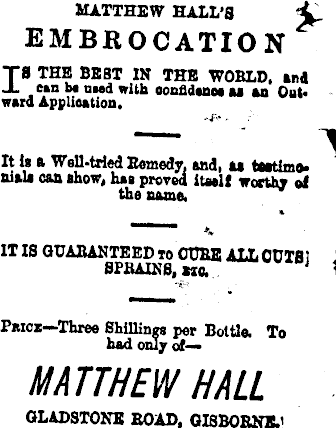 MATTHEW HALL'S
EMBROCATION
IS THE BEST IN THE WORLD, and
can be used with confidence as an Out-
ward Application.
It is a Well-tried Remedy, and, as testimo-
nials can show, has proved itself worthy of
the name.
IT IS GUARANTEED TO CURE ALL CUTS;
SPRAINS, ETC.
PRICE—Three Shillings per Bottle. To
had only of—
MATTHEW HALL
GLADSTONE ROAD, GISBORNE.